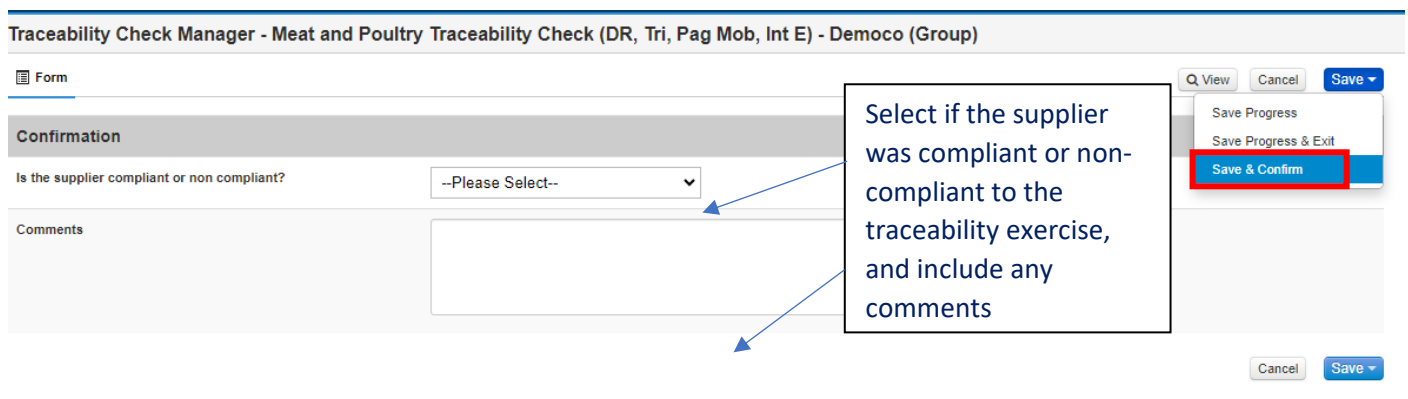 Traceability Check Manager - Meat and Poultry Traceability Check (DR, Tri, Pag Mob, Int E) - Democo (Group)
Form
View Cancel Save
Save Progress
Save Progress & Exit
Save & Confirm
Confirmation
Is the supplier compliant or non compliant?
--Please Select--
Comments
Select if the supplier
was compliant or non-
compliant to the
traceability exercise,
and include any
comments
Cancel Save